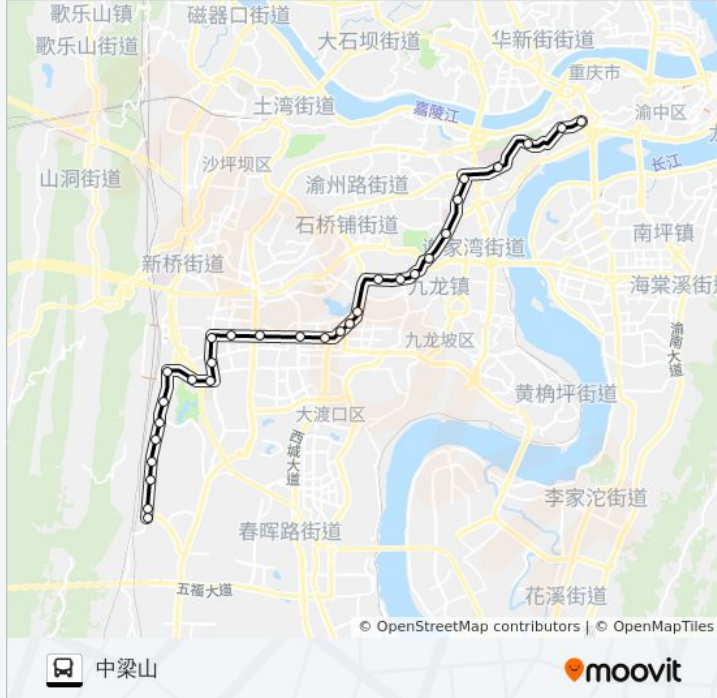 歌乐山镇
磁器口街道
歌乐山街道
大石坝街道
华新街街道
重庆市
土湾街道
嘉陵江
渝中区
沙坪坝区
长江
山洞街道
渝州路街道
石桥铺街道
南坪镇
家湾街道
新桥街道
九龙镇
海棠溪街
渝南大道
九龙坡区
黄桷坪街道
大渡口区
西城大道
李家沱街道
春晖路街道
五福大道
花溪街道
© OpenStreetMap contributors | © OpenMapTiles
中梁山
moovit